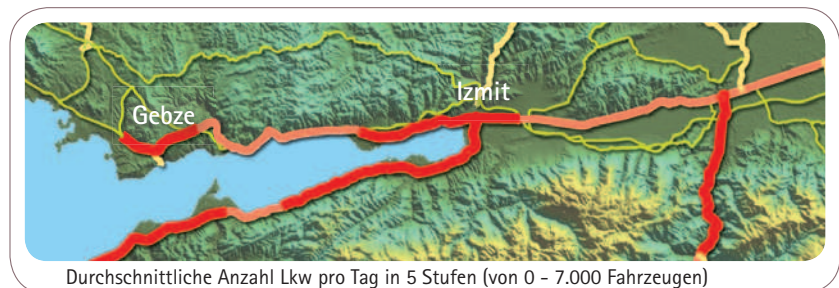 Gebze
Izmit
Durchschnittliche Anzahl Lkw pro Tag in 5 Stufen (von 0 - 7.000 Fahrzeugen)